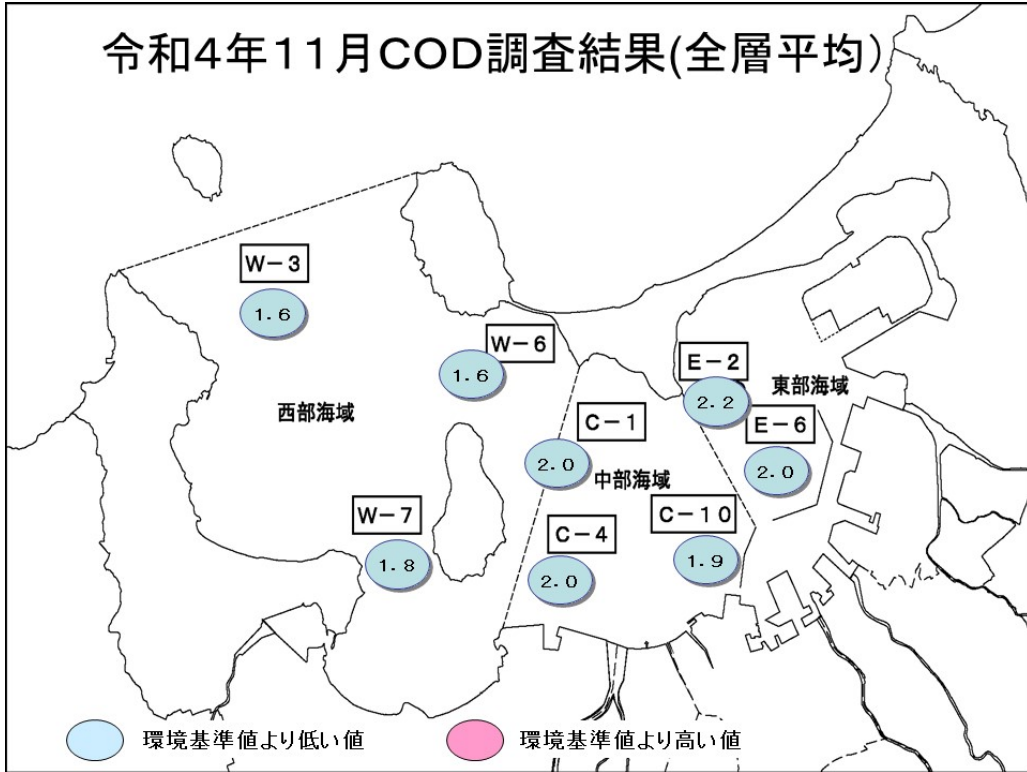 令和4年11月COD調査結果(全層平均)
W-3
1.6
W-6
1.6
E-2
2.2
東部海域
西部海域
C-1
2.0
E-6
2.0
中部海域
W-7
1.8
C-4
2.0
C-10
1.9
環境基準値より低い値
環境基準値より高い値